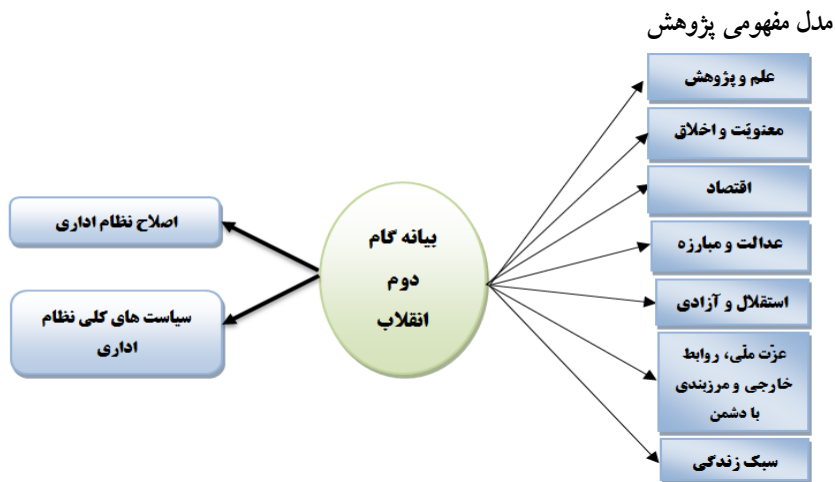 مدل مفهومی پژوهش
علم و پژوهش
معنویّت و اخلاق
اقتصاد
عدالت و مبارزه
استقلال و آزادی
عزّت ملّی، روابط
خارجی و مرزبندی
با دشمن
سبک زندگی
بیانه گام
دوم
انقلاب
اصلاح نظام اداری
سیاست های کلی نظام
اداری